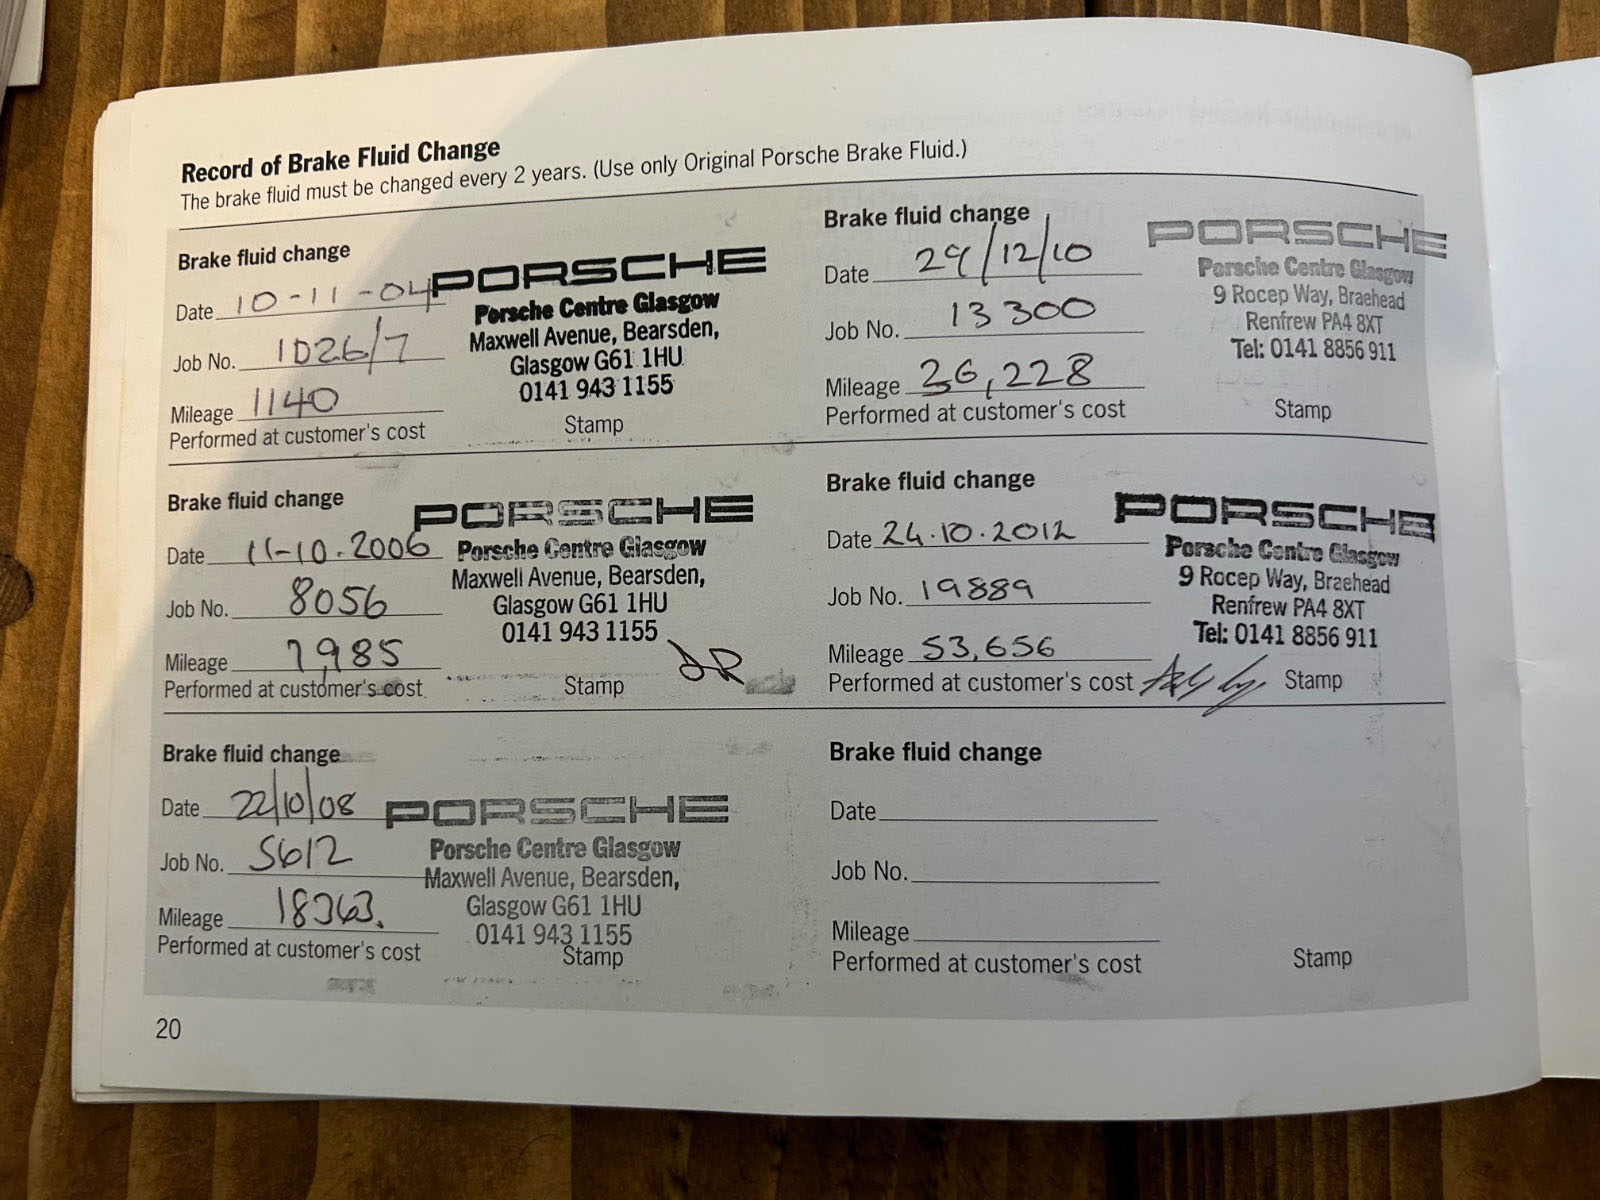 Record of Brake Fluid Change
The brake fluid must be changed every 2 years. (Use only Original Porsche Brake Fluid.)
Brake fluid change
Date 10-11-04
Job No. 1026/7
Mileage 1140
Performed at customer's cost
PORSCHE
Porsche Centre Glasgow
Maxwell Avenue, Bearsden,
Glasgow G61 1HU
0141 943 1155
Stamp
Brake fluid change
Date 11-10.2006
Job No. 8056
Mileage 7,985
Performed at customer's cost
PORSCHE
Porsche Centre Glasgow
Maxwell Avenue, Bearsden,
Glasgow G61 1HU
0141 943 1155
Stamp
Brake fluid change
Date 22/10/08
Job No. 5612
Mileage 18363.
Performed at customer's cost
PORSCHE
Porsche Centre Glasgow
Maxwell Avenue, Bearsden,
Glasgow G61 1HU
0141 943 1155
Stamp
Brake fluid change
Date 29/12/10
Job No. 13300
Mileage 36,228
Performed at customer's cost
PORSCHE
Porsche Centre Glasgow
9 Rocep Way, Braehead
Renfrew PA4 8XT
Tel: 0141 8856 911
Stamp
Brake fluid change
Date 24.10.2012
Job No. 19889
Mileage 53,656
Performed at customer's cost
PORSCHE
Porsche Centre Glasgow
9 Rocep Way, Braehead
Renfrew PA4 8XT
Tel: 0141 8856 911
Stamp
Brake fluid change
Date
Job No.
Mileage
Performed at customer's cost
Stamp
20